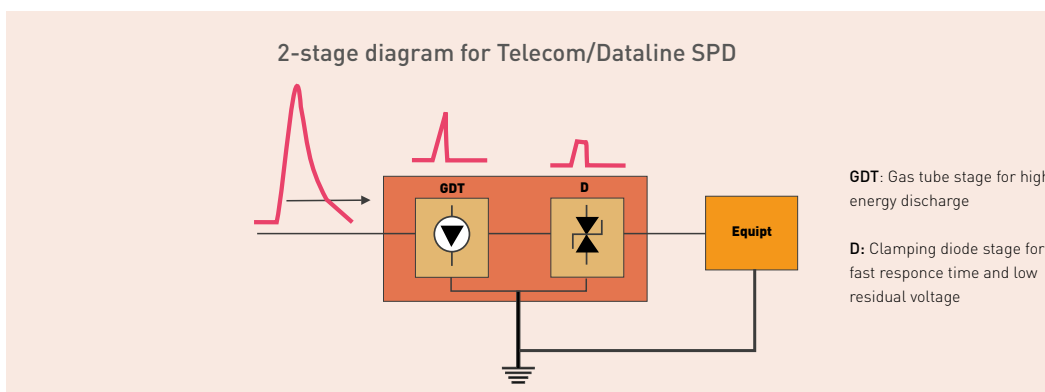 2-stage diagram for Telecom/Dataline SPD
GDT
D
Equipt
GDT: Gas tube stage for high
energy discharge
D: Clamping diode stage for
fast responce time and low
residual voltage